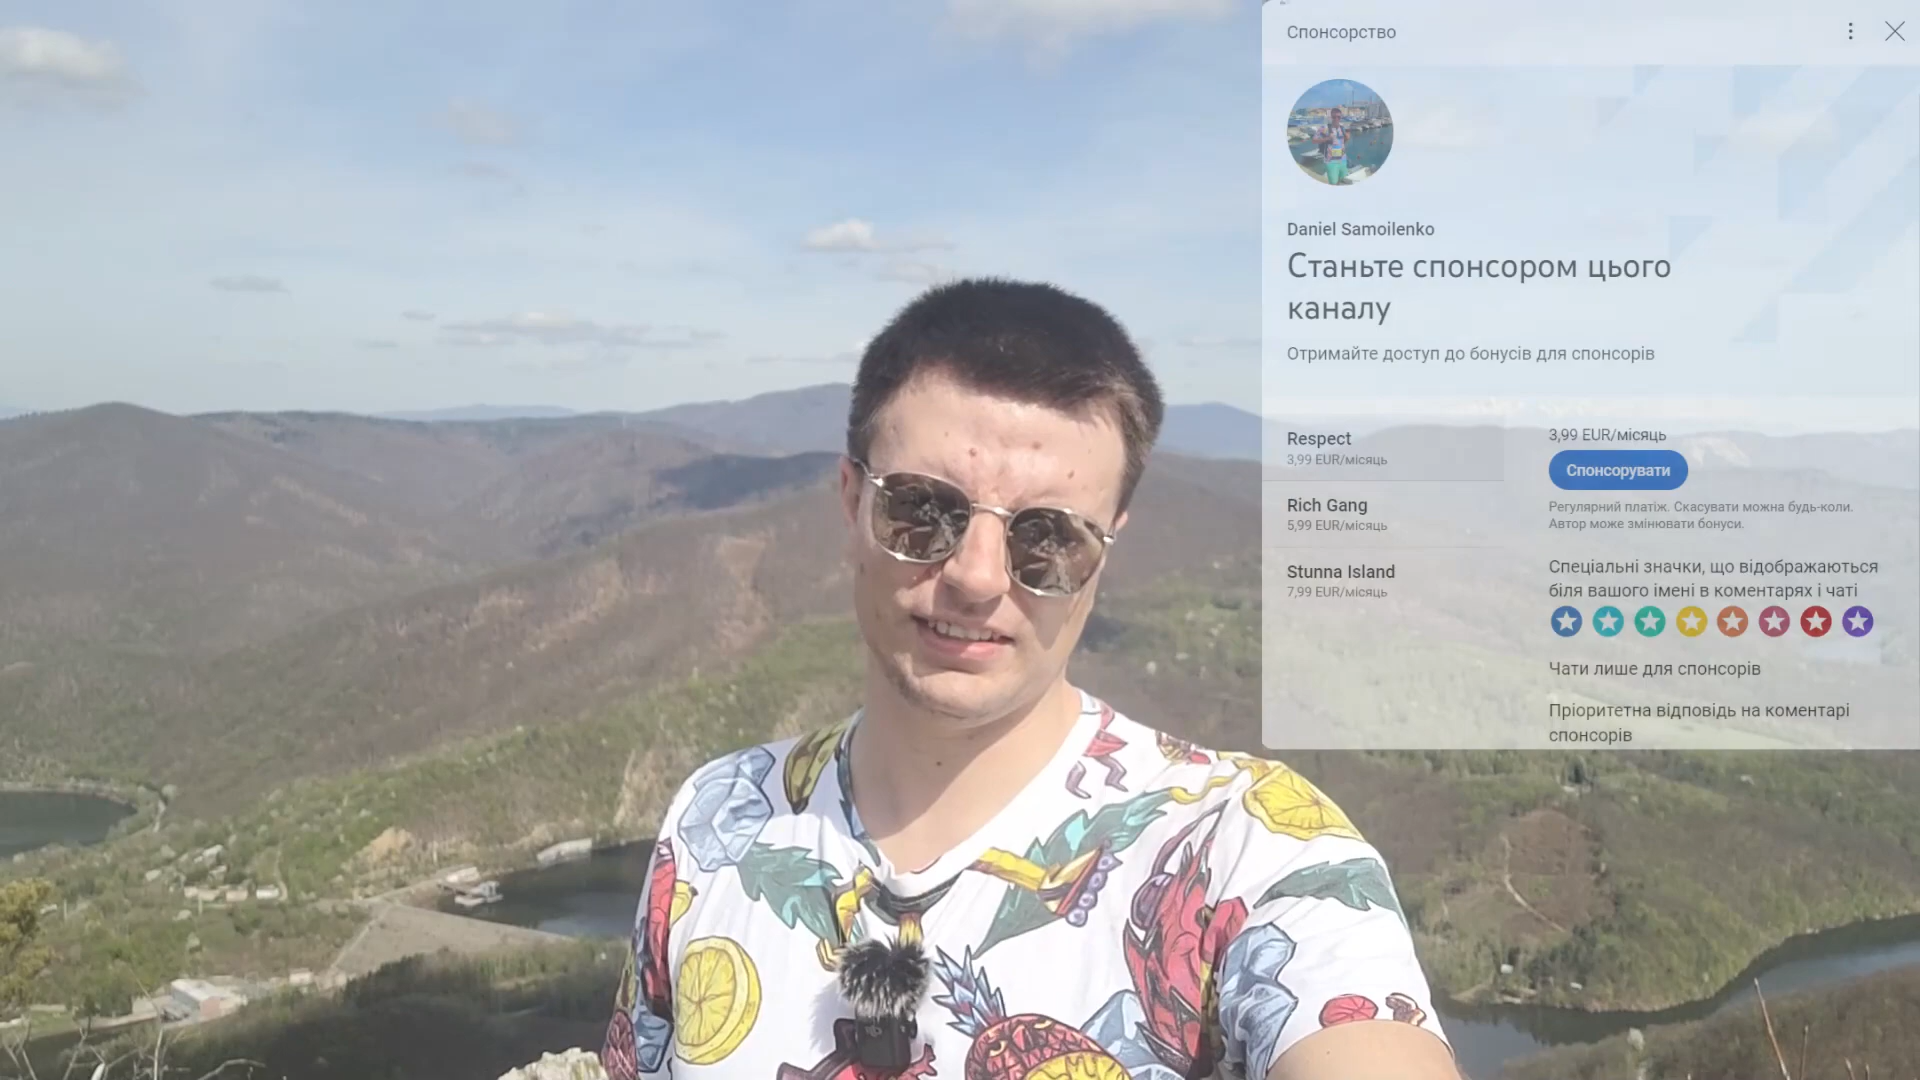 Спонсорство
Daniel Samoilenko
Станьте спонсором цього
каналу
Отримайте доступ до бонусів для спонсорів
Respect
3,99 EUR/місяць
Rich Gang
5,99 EUR/місяць
Stunna Island
7,99 EUR/місяць
3,99 EUR/місяць
Спонсорувати
Регулярний платіж. Скасувати можна будь-коли.
Автор може змінювати бонуси.
Спеціальні значки, що відображаються
біля вашого імені в коментарях і чаті
Чати лише для спонсорів
Пріоритетна відповідь на коментарі
спонсорів